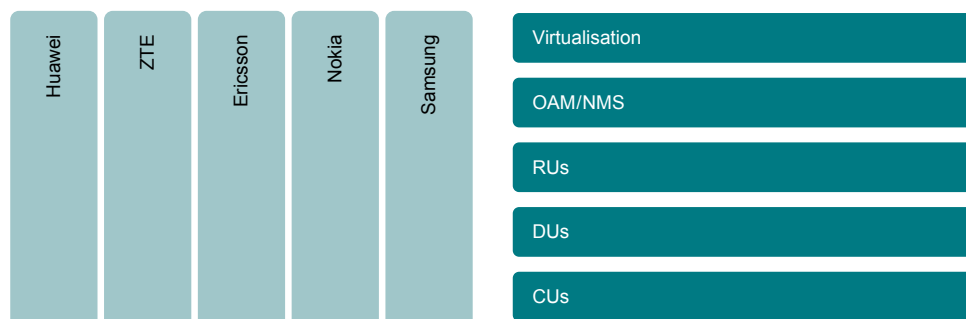 Huawei
ZTE
Ericsson
Nokia
Samsung
Virtualisation
OAM/NMS
RUs
DUs
CUs